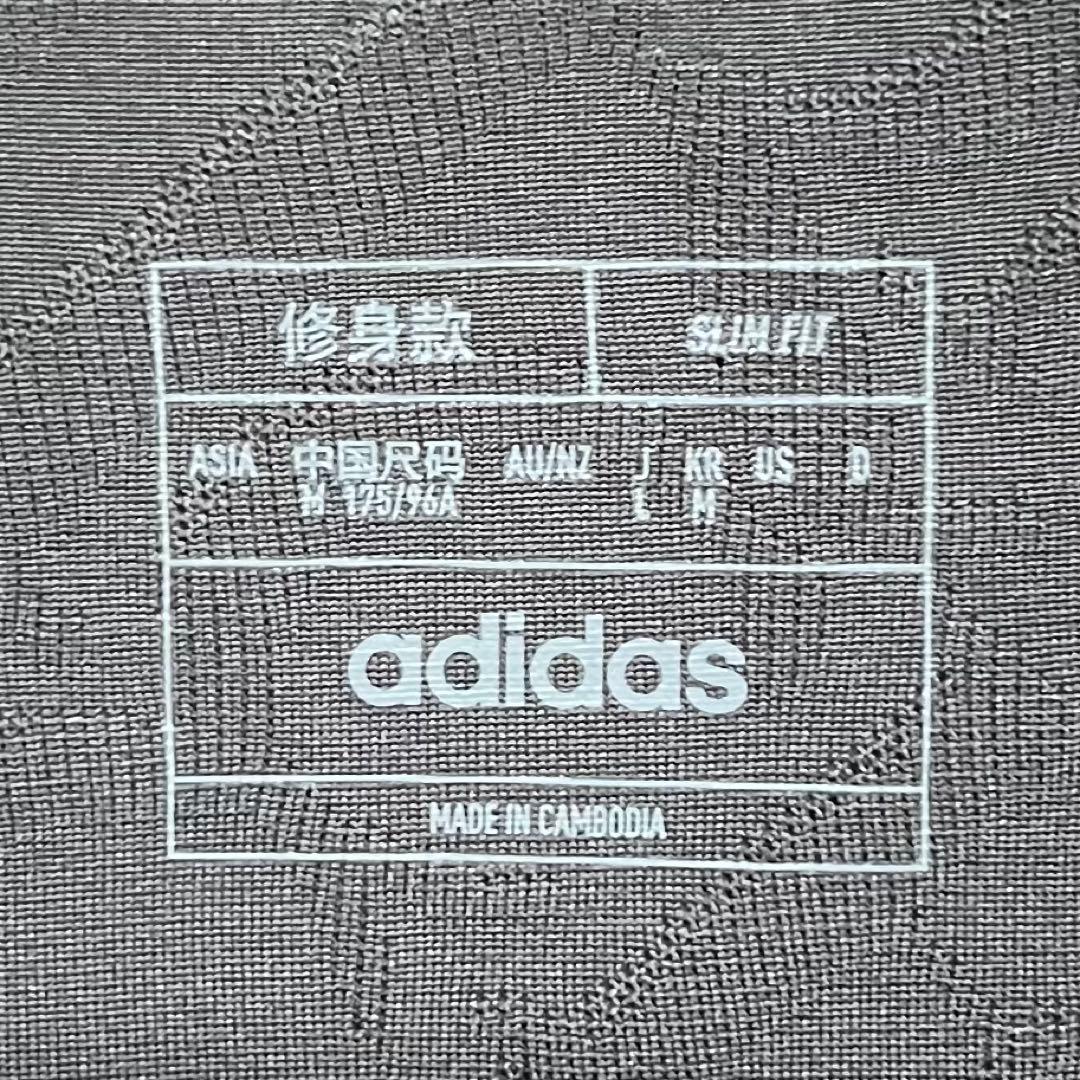 修身款 SLIM FIT
ASIA 中国尺码 AU/NZ J KR US D
M 175/96A L M
adidas
MADE IN CAMBODIA